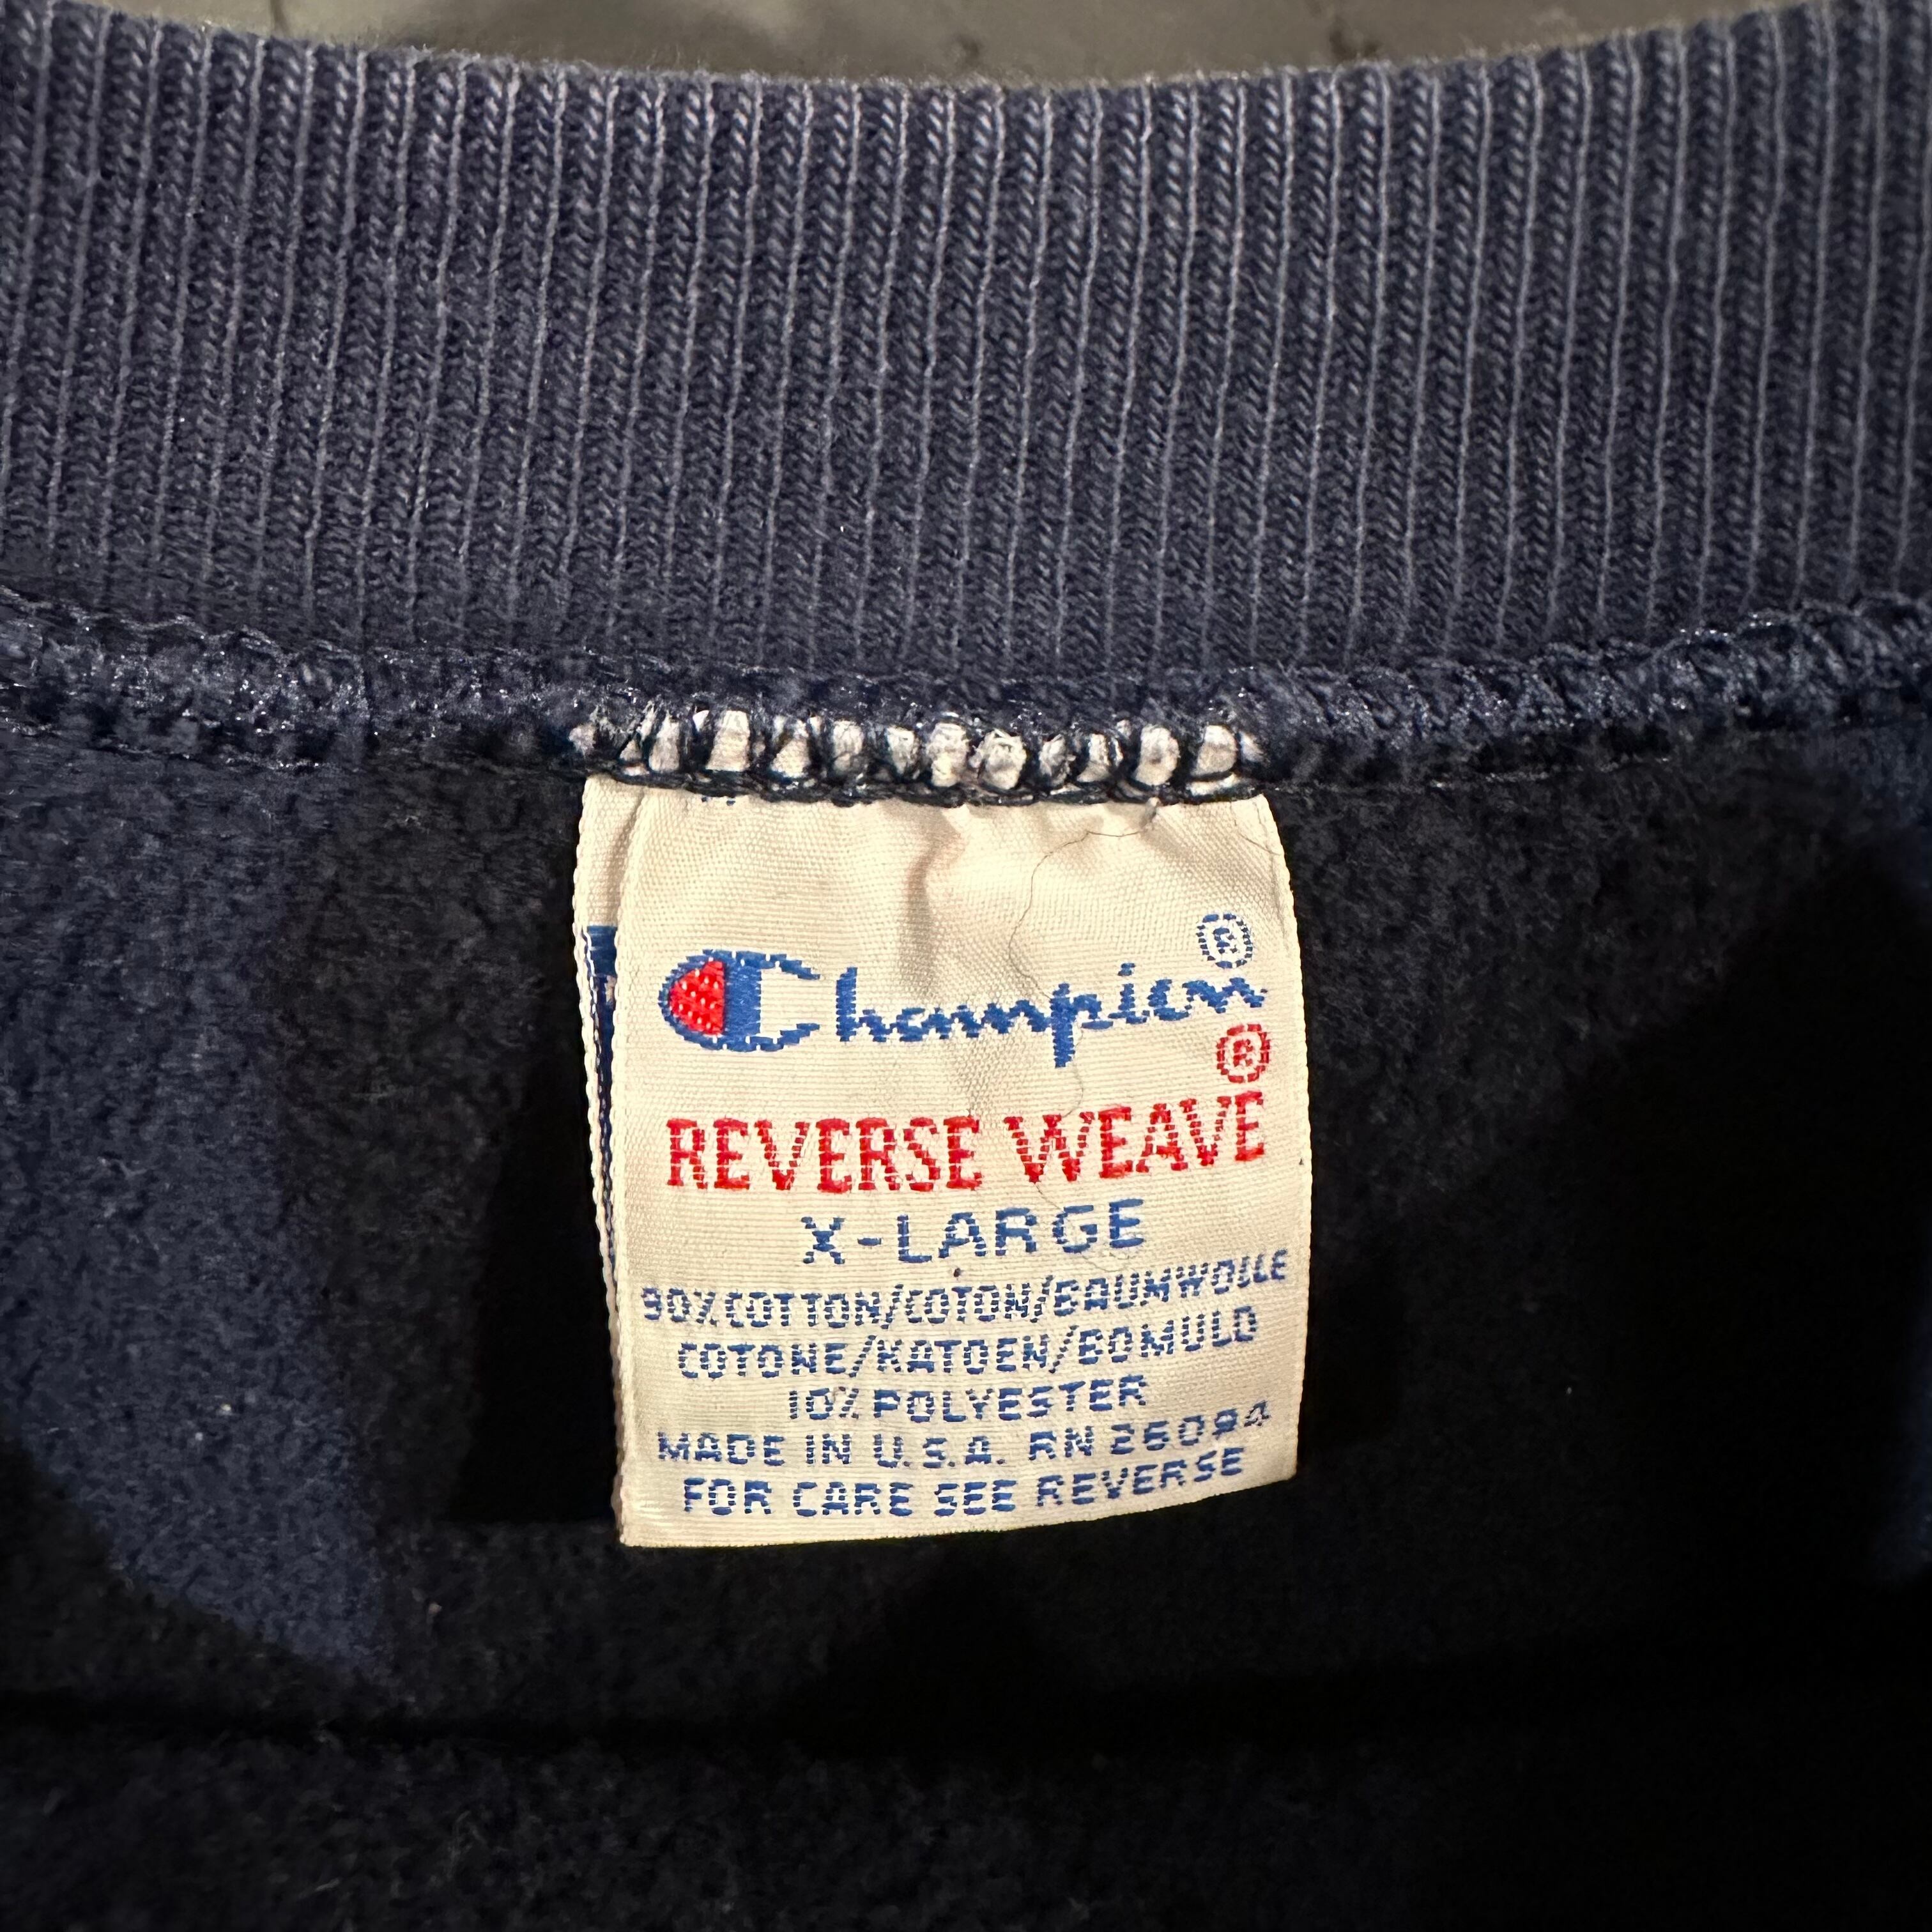 Champion®
®
REVERSE WEAVE
X-LARGE
90% COTTON/COTON/BAUMWOLLE
COTONE/KATOEN/BOMULD
10% POLYESTER
MADE IN U.S.A. RN 26094
FOR CARE SEE REVERSE